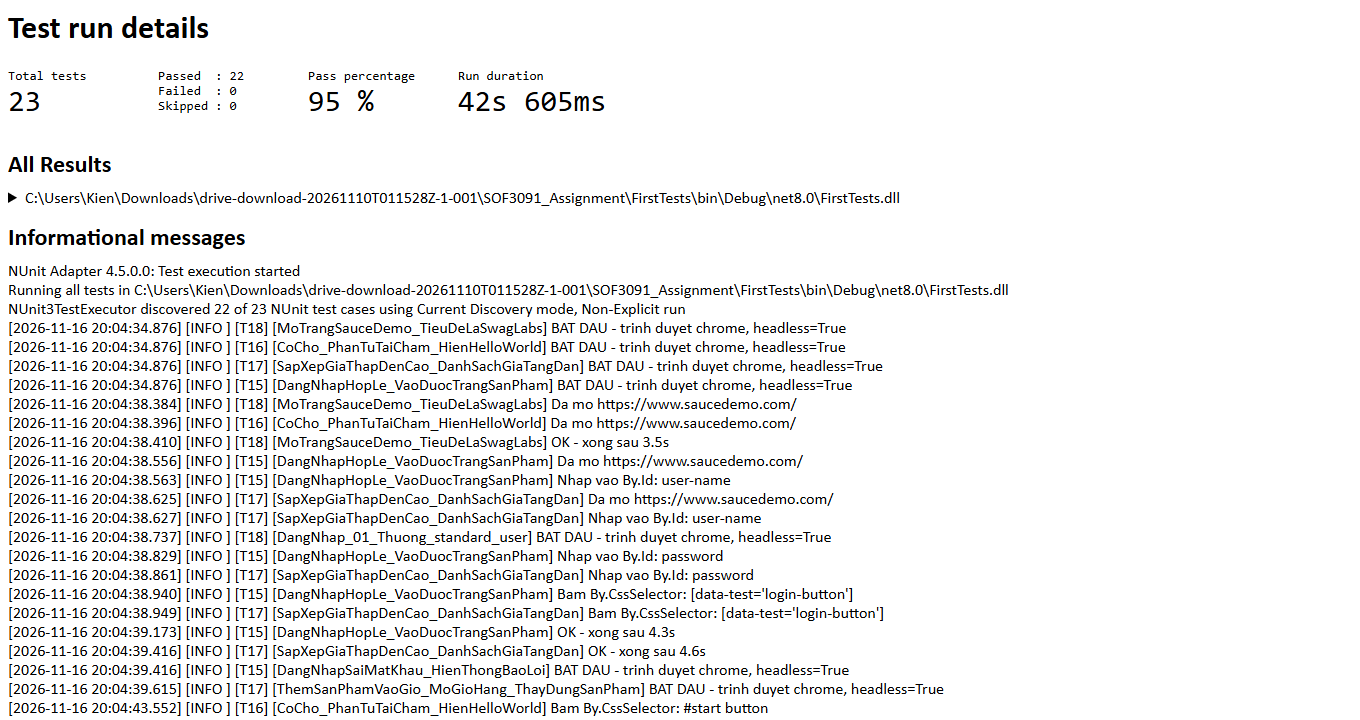 Test run details
Total tests
23
Passed : 22
Failed : 0
Skipped : 0
Pass percentage
95 %
Run duration
42s 605ms
All Results
C:\Users\Kien\Downloads\drive-download-20261110T011528Z-1-001\SOF3091_Assignment\FirstTests\bin\Debug\net8.0\FirstTests.dll
Informational messages
NUnit Adapter 4.5.0.0: Test execution started
Running all tests in C:\Users\Kien\Downloads\drive-download-20261110T011528Z-1-001\SOF3091_Assignment\FirstTests\bin\Debug\net8.0\FirstTests.dll
NUnit3TestExecutor discovered 22 of 23 NUnit test cases using Current Discovery mode, Non-Explicit run
[2026-11-16 20:04:34.876] [INFO ] [T18] [MoTrangSauceDemo_TieuDeLaSwagLabs] BAT DAU - trinh duyet chrome, headless=True
[2026-11-16 20:04:34.876] [INFO ] [T16] [CoCho_PhanTuTaiCham_HienHelloWorld] BAT DAU - trinh duyet chrome, headless=True
[2026-11-16 20:04:34.876] [INFO ] [T17] [SapXepGiaThapDenCao_DanhSachGiaTangDan] BAT DAU - trinh duyet chrome, headless=True
[2026-11-16 20:04:34.876] [INFO ] [T15] [DangNhapHopLe_VaoDuocTrangSanPham] BAT DAU - trinh duyet chrome, headless=True
[2026-11-16 20:04:38.384] [INFO ] [T18] [MoTrangSauceDemo_TieuDeLaSwagLabs] Da mo https://www.saucedemo.com/
[2026-11-16 20:04:38.396] [INFO ] [T16] [CoCho_PhanTuTaiCham_HienHelloWorld] Da mo https://www.saucedemo.com/
[2026-11-16 20:04:38.410] [INFO ] [T18] [MoTrangSauceDemo_TieuDeLaSwagLabs] OK - xong sau 3.5s
[2026-11-16 20:04:38.556] [INFO ] [T15] [DangNhapHopLe_VaoDuocTrangSanPham] Da mo https://www.saucedemo.com/
[2026-11-16 20:04:38.563] [INFO ] [T15] [DangNhapHopLe_VaoDuocTrangSanPham] Nhap vao By.Id: user-name
[2026-11-16 20:04:38.625] [INFO ] [T17] [SapXepGiaThapDenCao_DanhSachGiaTangDan] Da mo https://www.saucedemo.com/
[2026-11-16 20:04:38.627] [INFO ] [T17] [SapXepGiaThapDenCao_DanhSachGiaTangDan] Nhap vao By.Id: user-name
[2026-11-16 20:04:38.737] [INFO ] [T18] [DangNhap_01_Thuong_standard_user] BAT DAU - trinh duyet chrome, headless=True
[2026-11-16 20:04:38.829] [INFO ] [T15] [DangNhapHopLe_VaoDuocTrangSanPham] Nhap vao By.Id: password
[2026-11-16 20:04:38.861] [INFO ] [T17] [SapXepGiaThapDenCao_DanhSachGiaTangDan] Nhap vao By.Id: password
[2026-11-16 20:04:38.940] [INFO ] [T15] [DangNhapHopLe_VaoDuocTrangSanPham] Bam By.CssSelector: [data-test='login-button']
[2026-11-16 20:04:38.949] [INFO ] [T17] [SapXepGiaThapDenCao_DanhSachGiaTangDan] Bam By.CssSelector: [data-test='login-button']
[2026-11-16 20:04:39.173] [INFO ] [T15] [DangNhapHopLe_VaoDuocTrangSanPham] OK - xong sau 4.3s
[2026-11-16 20:04:39.416] [INFO ] [T17] [SapXepGiaThapDenCao_DanhSachGiaTangDan] OK - xong sau 4.6s
[2026-11-16 20:04:39.416] [INFO ] [T15] [DangNhapSaiMatKhau_HienThongBaoLoi] BAT DAU - trinh duyet chrome, headless=True
[2026-11-16 20:04:39.615] [INFO ] [T17] [ThemSanPhamVaoGio_MoGioHang_ThayDungSanPham] BAT DAU - trinh duyet chrome, headless=True
[2026-11-16 20:04:43.552] [INFO ] [T16] [CoCho_PhanTuTaiCham_HienHelloWorld] Bam By.CssSelector: #start button